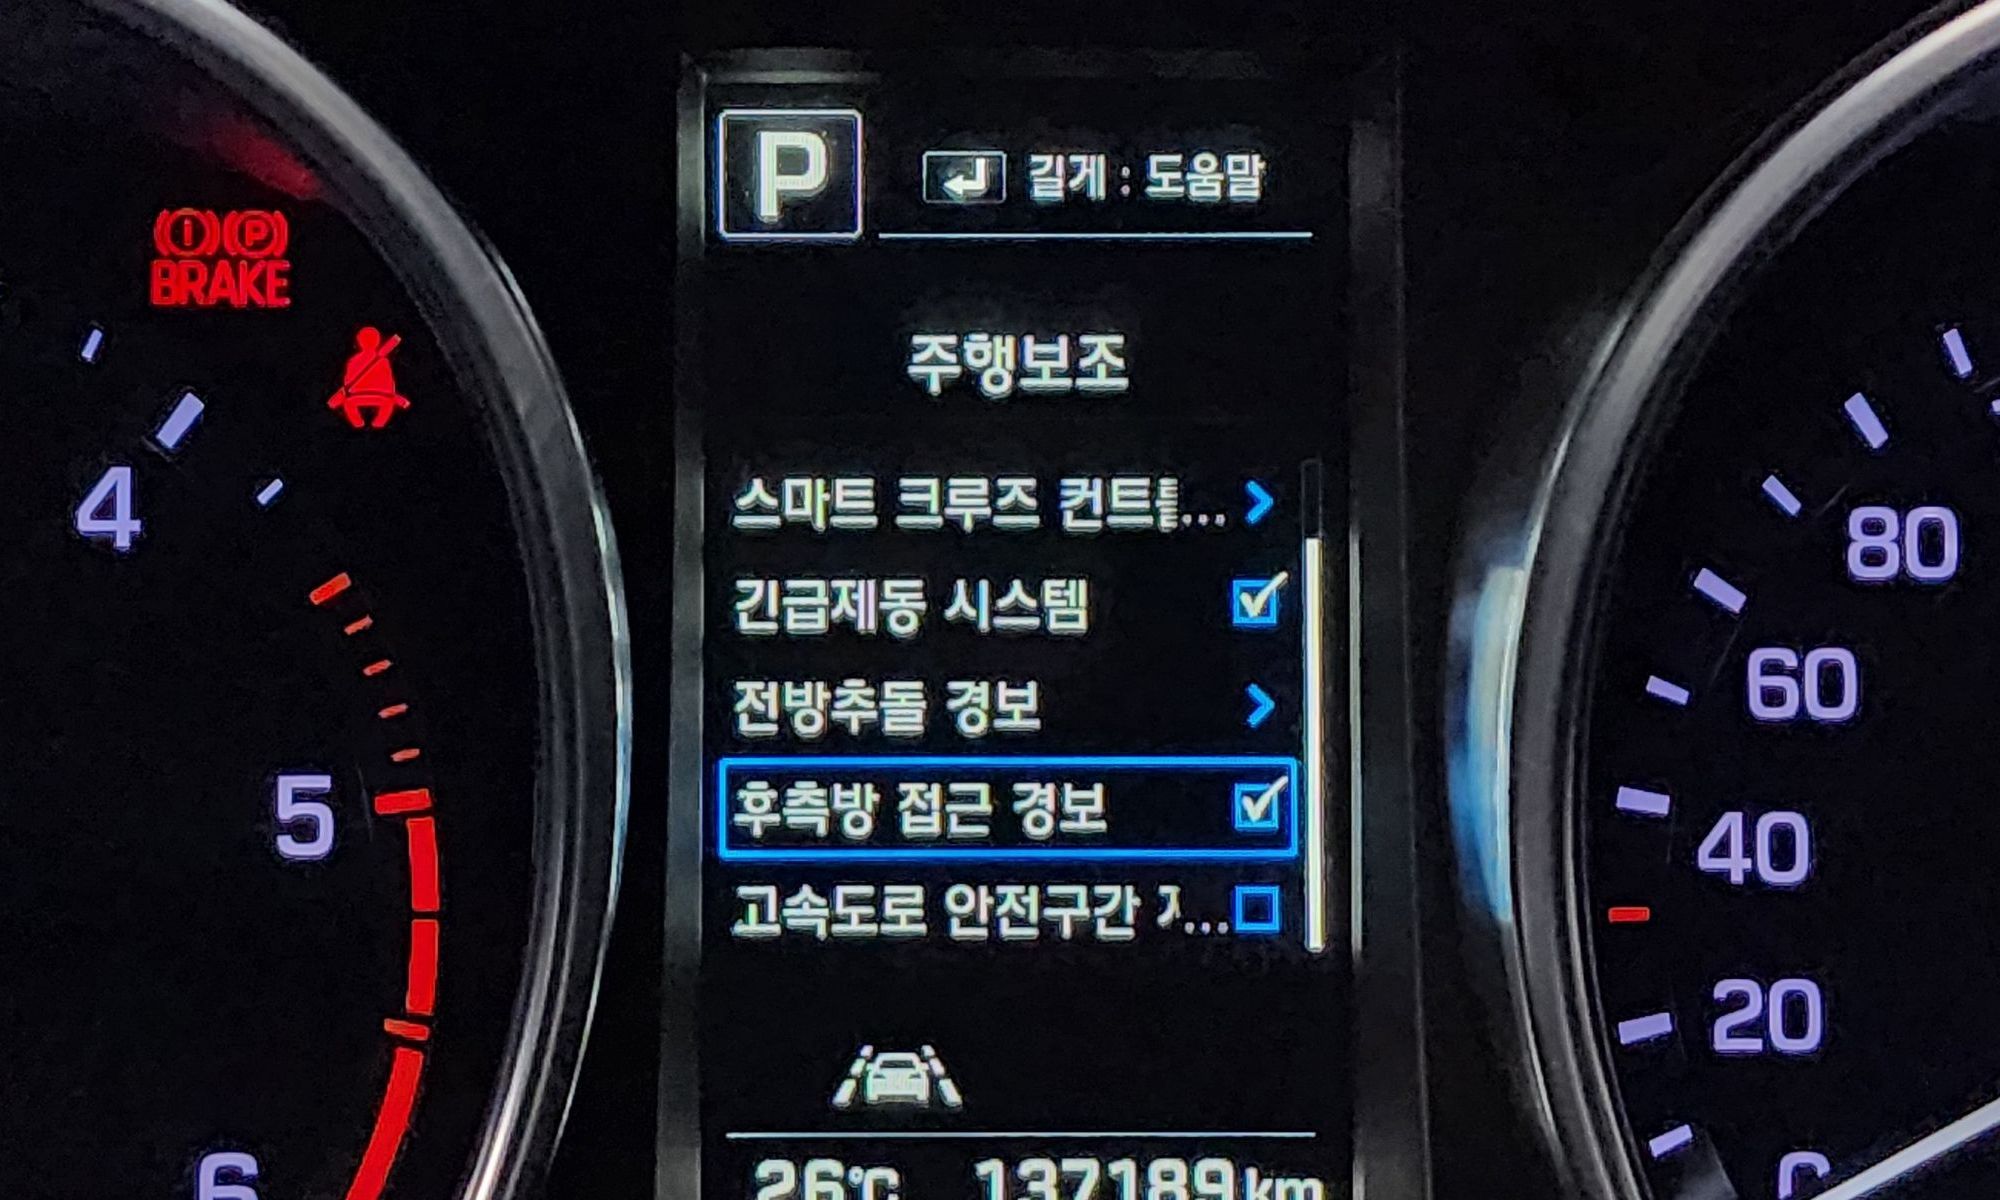 P
길게 : 도움말
BRAKE
주행보조
스마트 크루즈 컨트롤...
긴급제동 시스템
전방추돌 경보
후측방 접근 경보
고속도로 안전구간 ...
26°C 137189 km
4
5
6
80
60
40
20
0